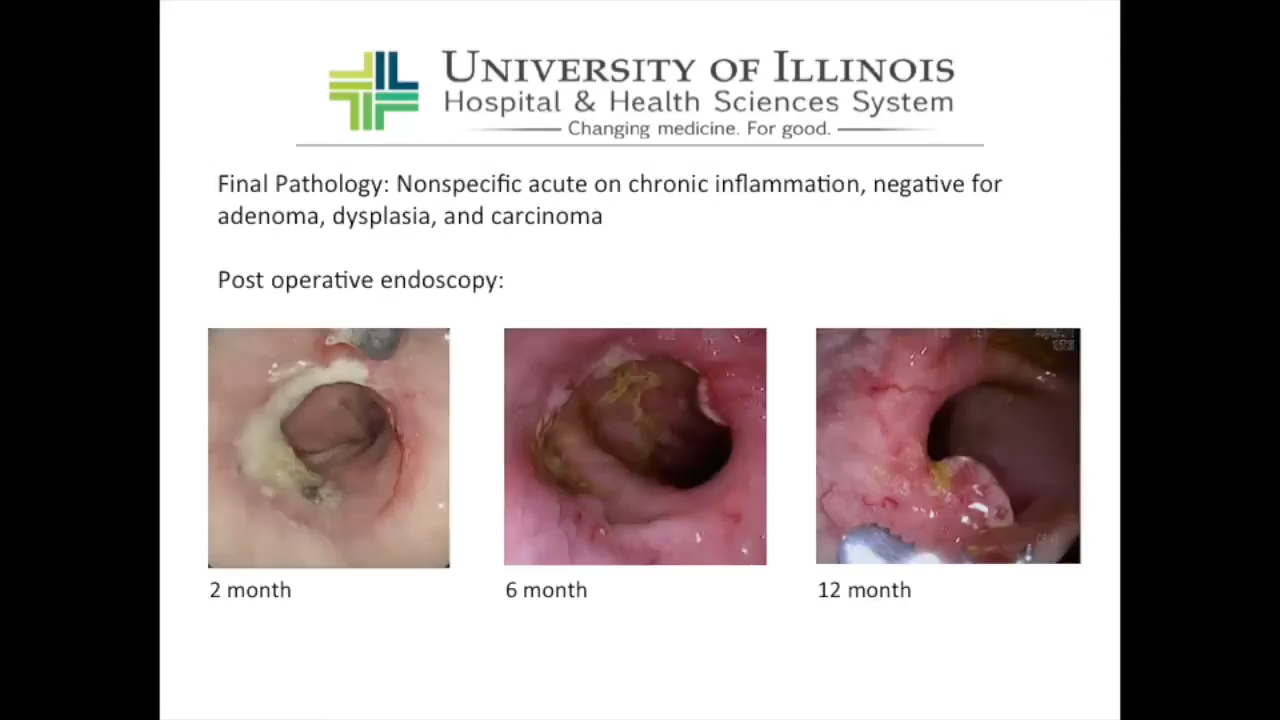 UNIVERSITY OF ILLINOIS
Hospital & Health Sciences System
Changing medicine. For good.
Final Pathology: Nonspecific acute on chronic inflammation, negative for
adenoma, dysplasia, and carcinoma
Post operative endoscopy:
2 month
6 month
12 month